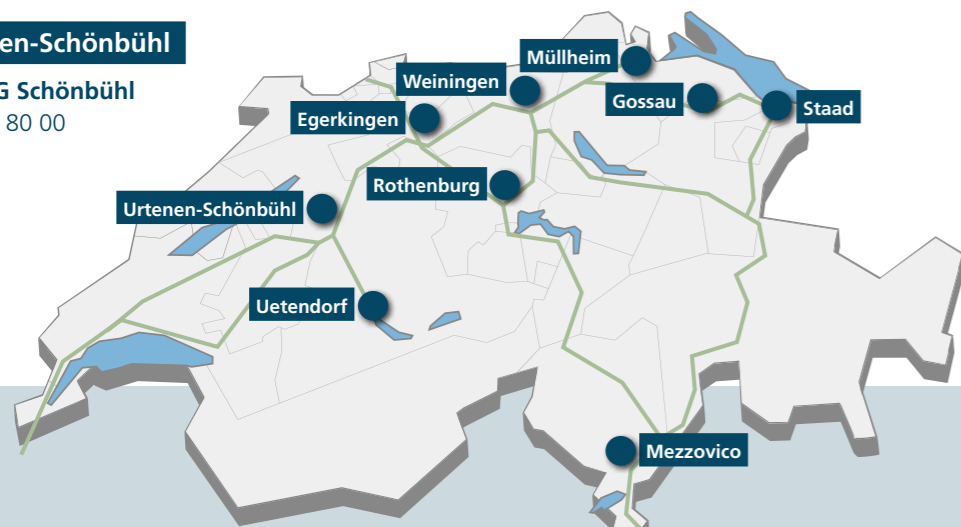 en-Schönbühl
G Schönbühl
80 00
Müllheim
Weiningen
Gossau
Staad
Egerkingen
Rothenburg
Urtenen-Schönbühl
Uetendorf
Mezzovico